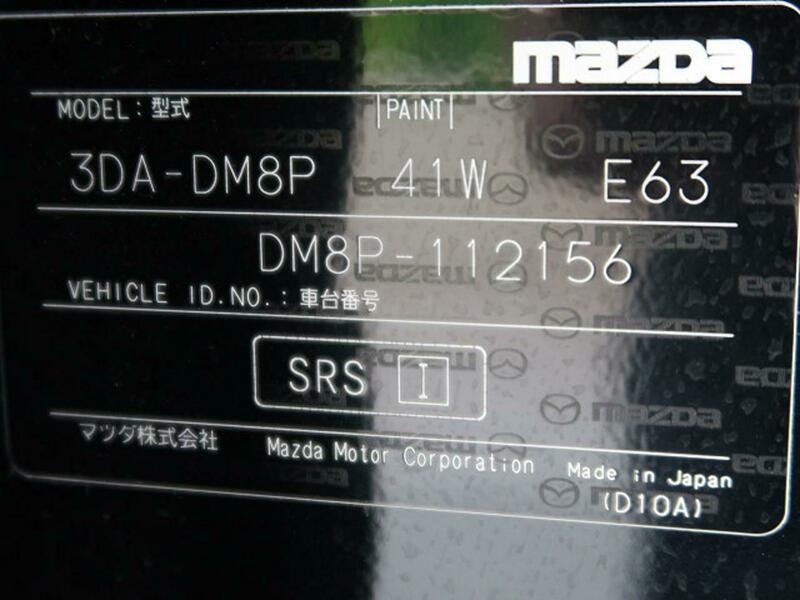 mazda
MODEL: 型式 PAINT
3DA-DM8P 41W E63
DM8P-112156
VEHICLE ID.NO.: 車台番号
SRS I
マツダ株式会社 Mazda Motor Corporation Made in Japan
(D10A)